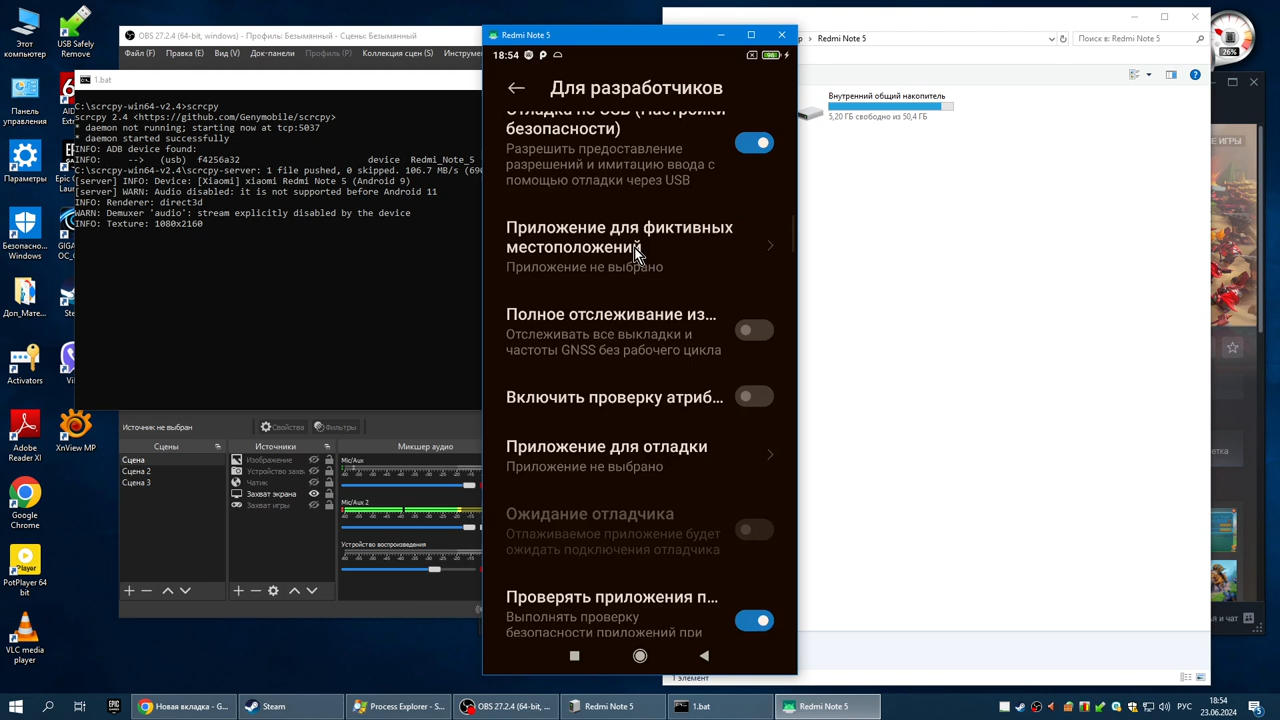 Этот
компьютер
USB Safely
Панель
Параметры
Безопаснос...
Windows
Доп_Мате...
Activators
Adobe
Reader XI
XnView MP
Google
Chrome
PotPlayer 64
bit
VLC media
player
OBS 27.2.4 (64-bit, windows) - Профиль: Безымянный - Сцены: Безымянный
Файл (F)
Правка (E)
Вид (V)
Док-панели
Профиль (P)
Коллекция сцен (S)
Инструмен
1.bat
C:\scrcpy-win64-v2.4>scrcpy
scrcpy 2.4 <https://github.com/Genymobile/scrcpy>
* daemon not running; starting now at tcp:5037
* daemon started successfully
INFO: ADB device found:
INFO: --> (usb) f4256a32 device Redmi_Note_5
C:\scrcpy-win64-v2.4\scrcpy-server: 1 file pushed, 0 skipped. 106.7 MB/s (69
[server] INFO: Device: [Xiaomi] xiaomi Redmi Note 5 (Android 9)
[server] WARN: Audio disabled: it is not supported before Android 11
INFO: Renderer: direct3d
WARN: Demuxer 'audio': stream explicitly disabled by the device
INFO: Texture: 1080x2160
Источник не выбран
Свойства
Фильтры
Сцены
Источники
Микшер аудио
Сцена
Сцена 2
Сцена 3
Изображение
Устройство захв
Чатик
Захват экрана
Захват игры
Mic/Aux
Mic/Aux 2
Устройство воспроизведения
Redmi Note 5
18:54
Для разработчиков
Отладка по USB (Настройки
безопасности)
Разрешить предоставление
разрешений и имитацию ввода с
помощью отладки через USB
Приложение для фиктивных
местоположений
Приложение не выбрано
Полное отслеживание из...
Отслеживать все выкладки и
частоты GNSS без рабочего цикла
Включить проверку атриб...
Приложение для отладки
Приложение не выбрано
Ожидание отладчика
Отлаживаемое приложение будет
ожидать подключения отладчика
Проверять приложения п...
Выполнять проверку
безопасности приложений при
Redmi Note 5
Поиск в: Redmi Note 5
Внутренний общий накопитель
5,20 ГБ свободно из 50,4 ГБ
1 элемент
26%
Е ИГРЫ
я и чат
Новая вкладка - G...
Steam
Process Explorer - S...
OBS 27.2.4 (64-bit, ...
Redmi Note 5
1.bat
Redmi Note 5
РУС
18:54
23.06.2024